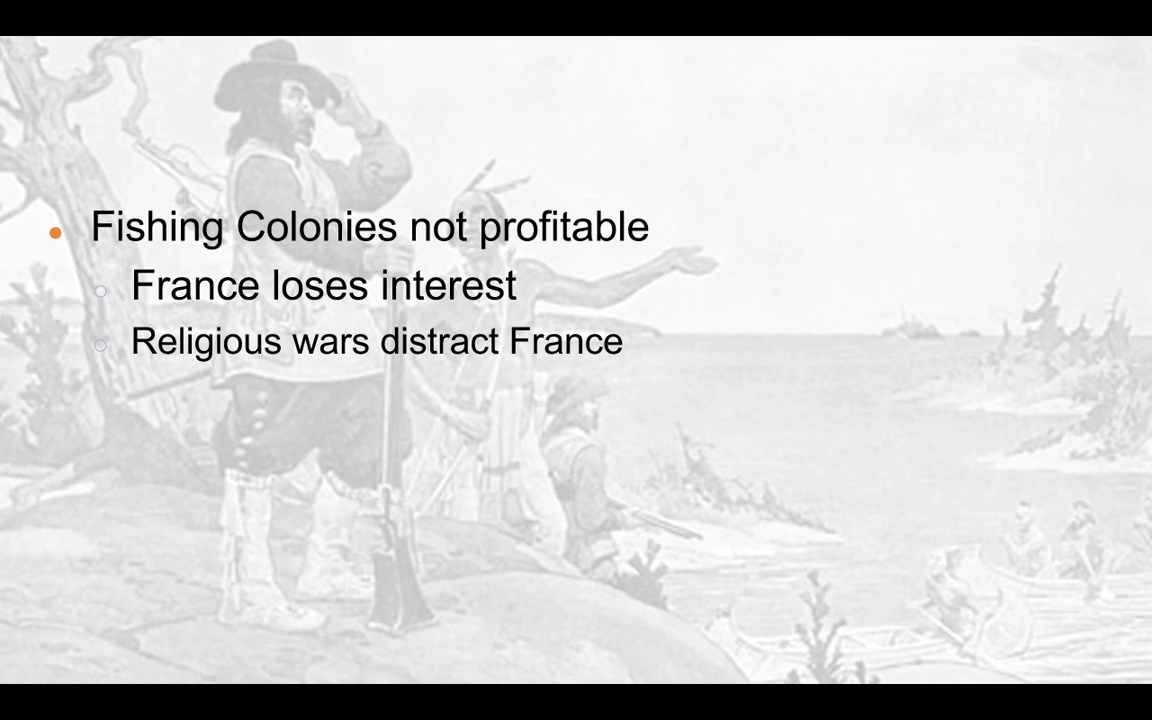 Fishing Colonies not profitable
France loses interest
Religious wars distract France